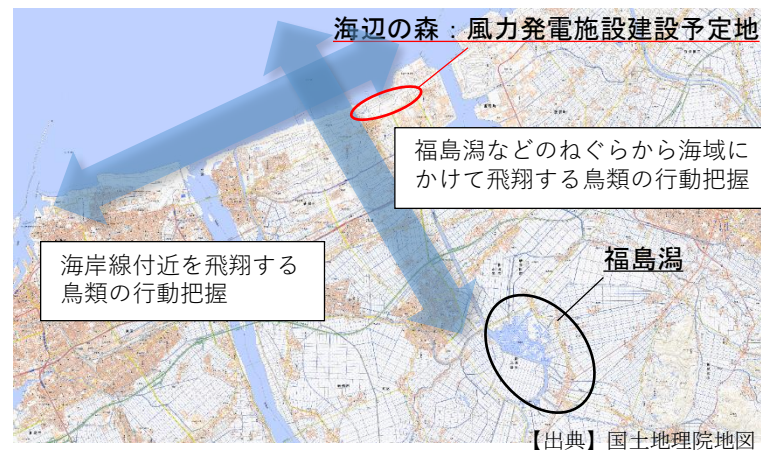 海辺の森：風力発電施設建設予定地
福島潟などのねぐらから海域に
かけて飛翔する鳥類の行動把握
海岸線付近を飛翔する
鳥類の行動把握
福島潟
【出典】国土地理院地図